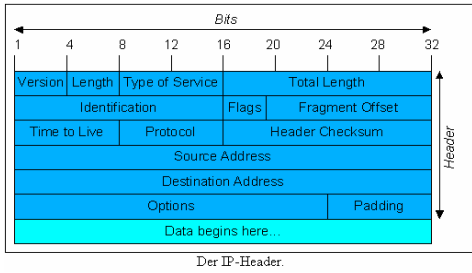 Bits
1 4 8 12 16 20 24 28 32
Version Length Type of Service Total Length
Identification Flags Fragment Offset
Time to Live Protocol Header Checksum
Source Address
Destination Address
Options Padding
Data begins here...
Header
Der IP-Header.